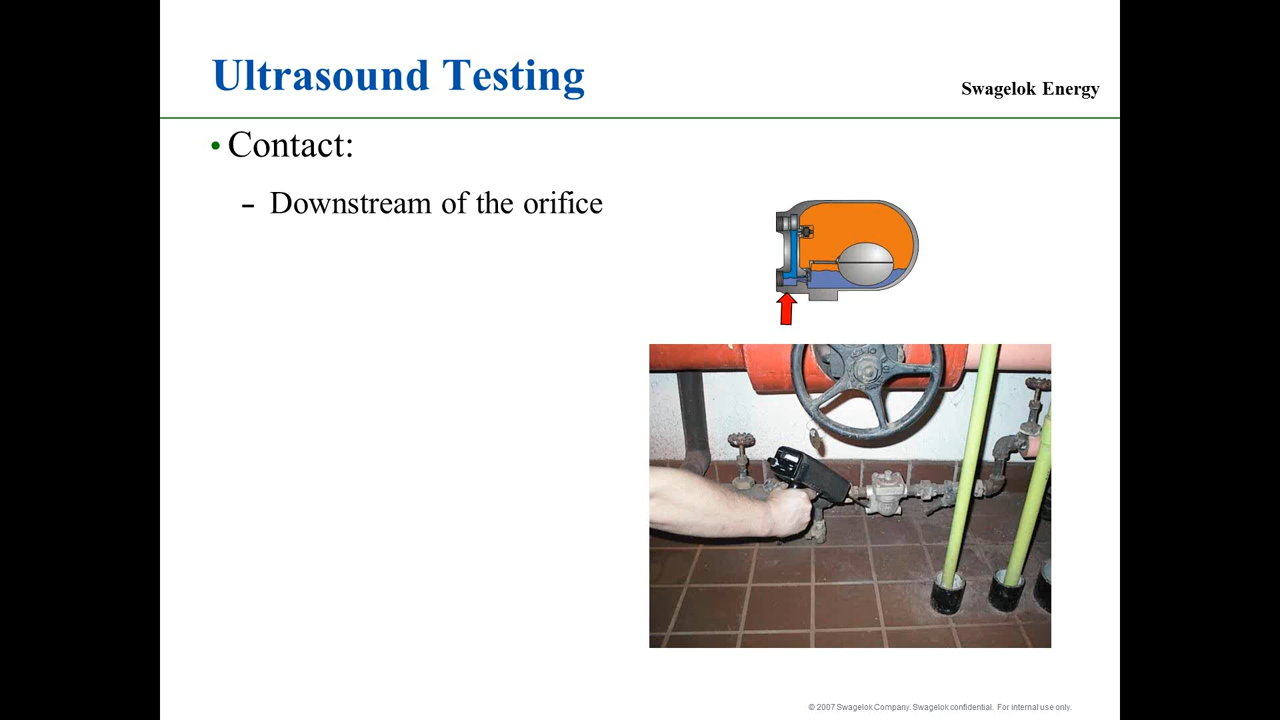 Ultrasound Testing
Swagelok Energy
• Contact:
– Downstream of the orifice
© 2007 Swagelok Company. Swagelok confidential. For internal use only.